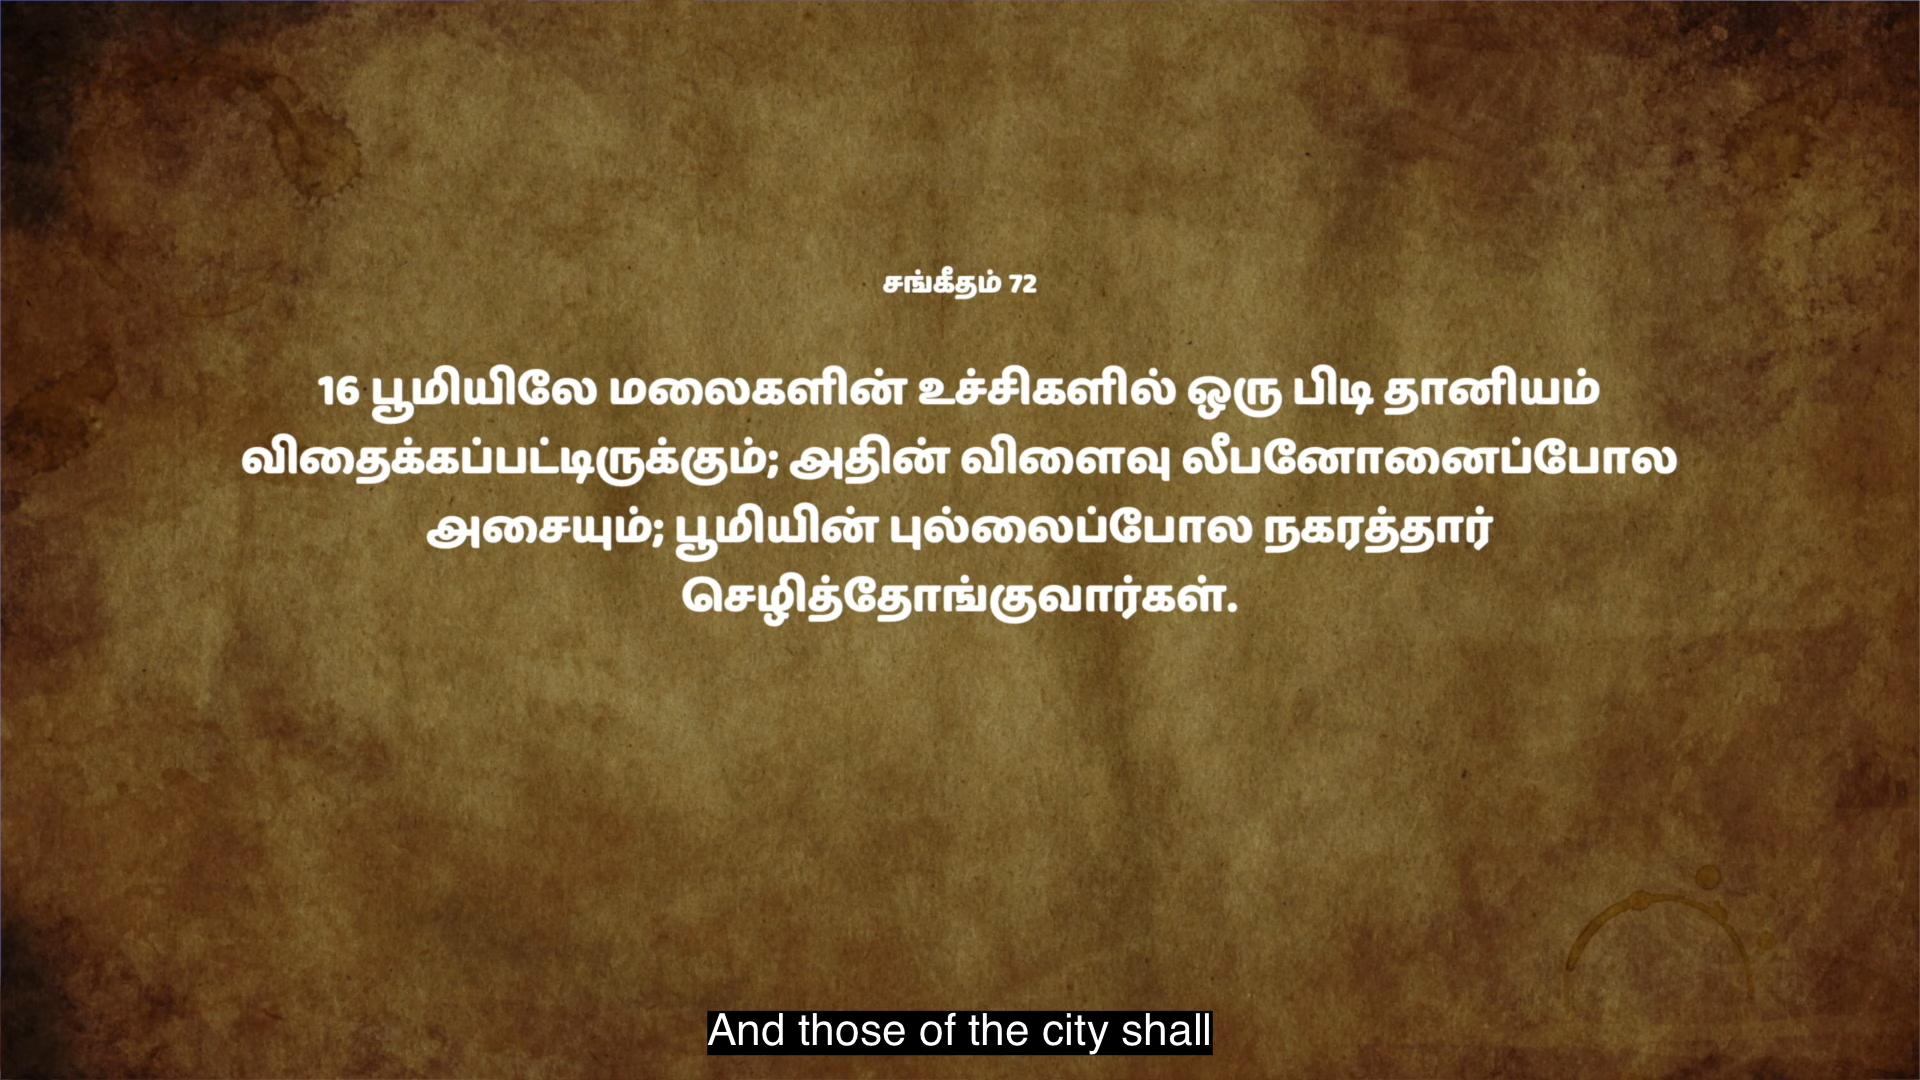 சங்கீதம் 72
16 பூமியிலே மலைகளின் உச்சிகளில் ஒரு பிடி தானியம்
விதைக்கப்பட்டிருக்கும்; அதின் விளைவு லீபனோனைப்போல
அசையும்; பூமியின் புல்லைப்போல நகரத்தார்
செழித்தோங்குவார்கள்.
And those of the city shall